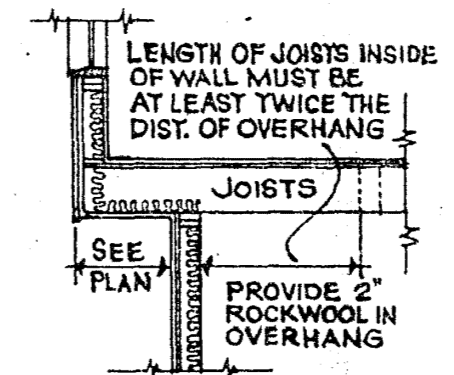 LENGTH OF JOISTS INSIDE
OF WALL MUST BE
AT LEAST TWICE THE
DIST. OF OVERHANG
JOISTS
SEE
PLAN
PROVIDE 2"
ROCKWOOL IN
OVERHANG